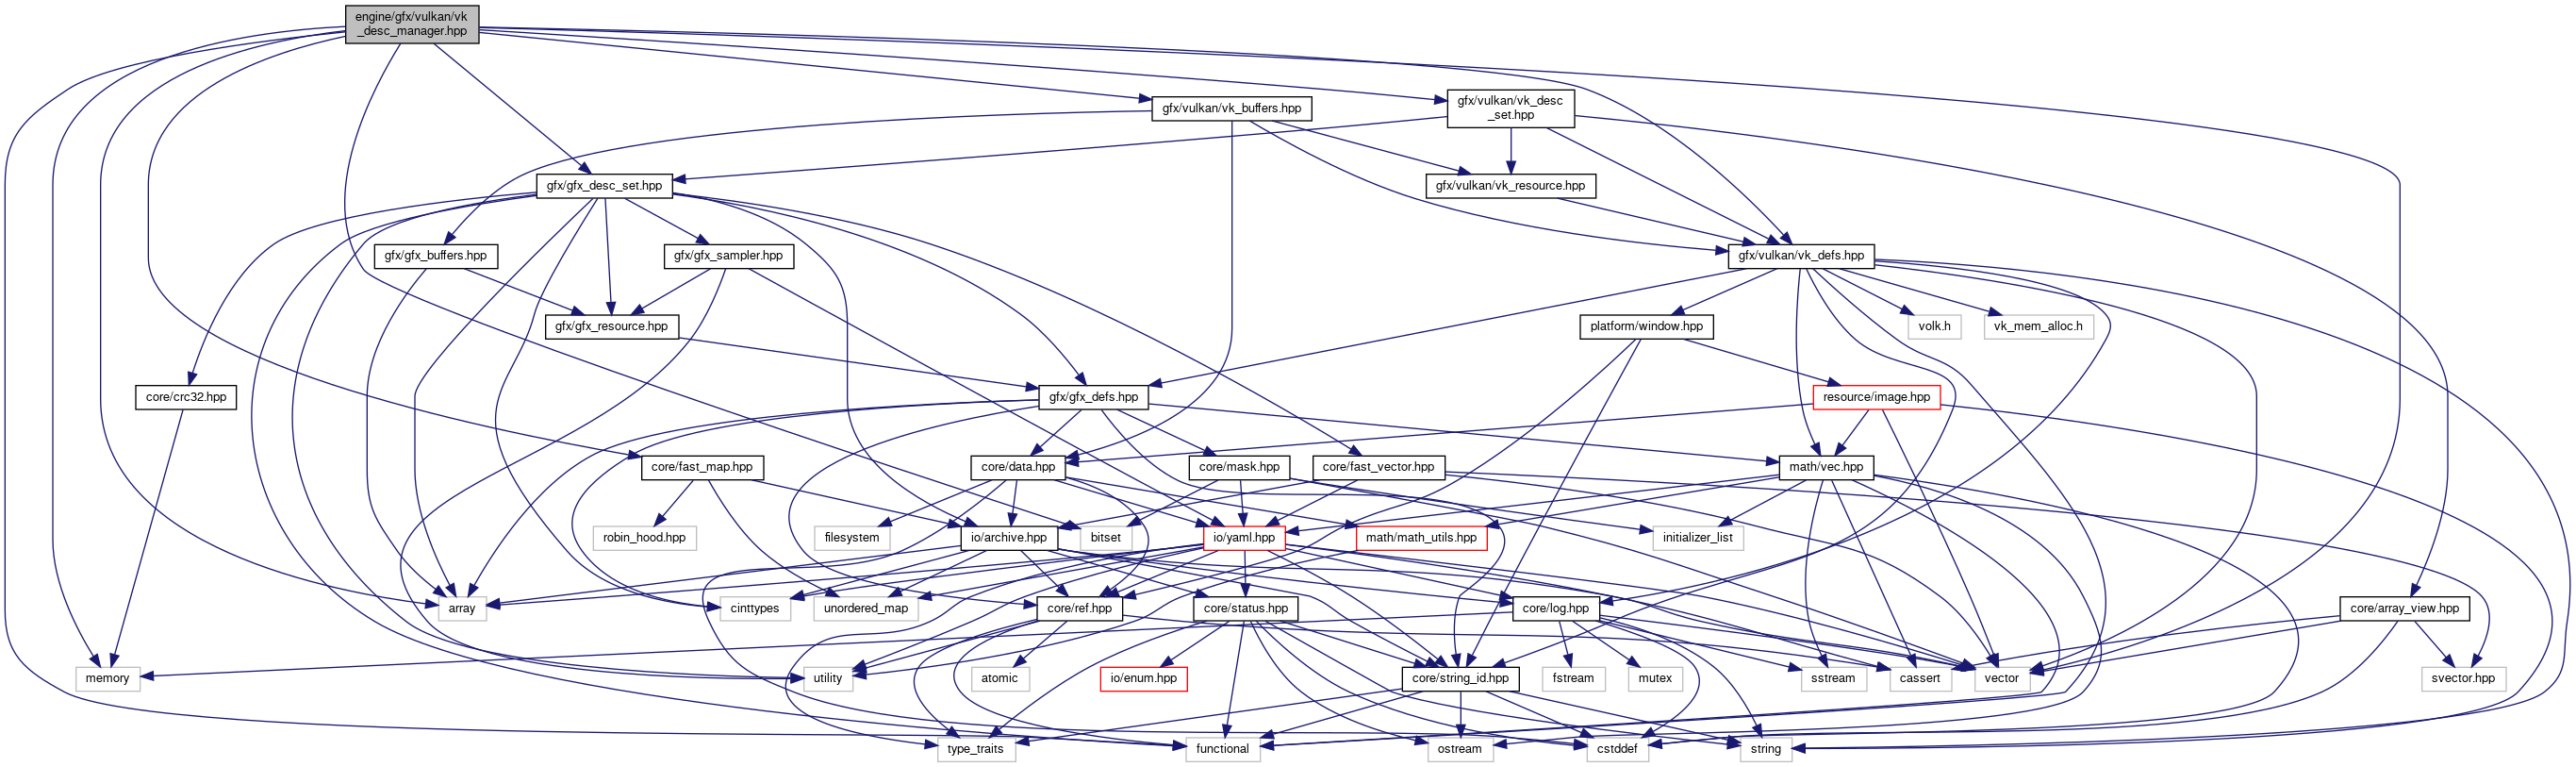 engine/gfx/vulkan/vk
_desc_manager.hpp
gfx/vulkan/vk_buffers.hpp
gfx/vulkan/vk_desc
_set.hpp
gfx/gfx_desc_set.hpp
gfx/vulkan/vk_resource.hpp
gfx/gfx_buffers.hpp
gfx/gfx_sampler.hpp
gfx/vulkan/vk_defs.hpp
gfx/gfx_resource.hpp
platform/window.hpp
volk.h
vk_mem_alloc.h
core/crc32.hpp
gfx/gfx_defs.hpp
resource/image.hpp
core/fast_map.hpp
core/data.hpp
core/mask.hpp
core/fast_vector.hpp
math/vec.hpp
robin_hood.hpp
filesystem
io/archive.hpp
bitset
io/yaml.hpp
math/math_utils.hpp
initializer_list
array
cinttypes
unordered_map
core/ref.hpp
core/status.hpp
core/log.hpp
core/array_view.hpp
memory
utility
atomic
io/enum.hpp
core/string_id.hpp
fstream
mutex
sstream
cassert
vector
svector.hpp
type_traits
functional
ostream
cstddef
string